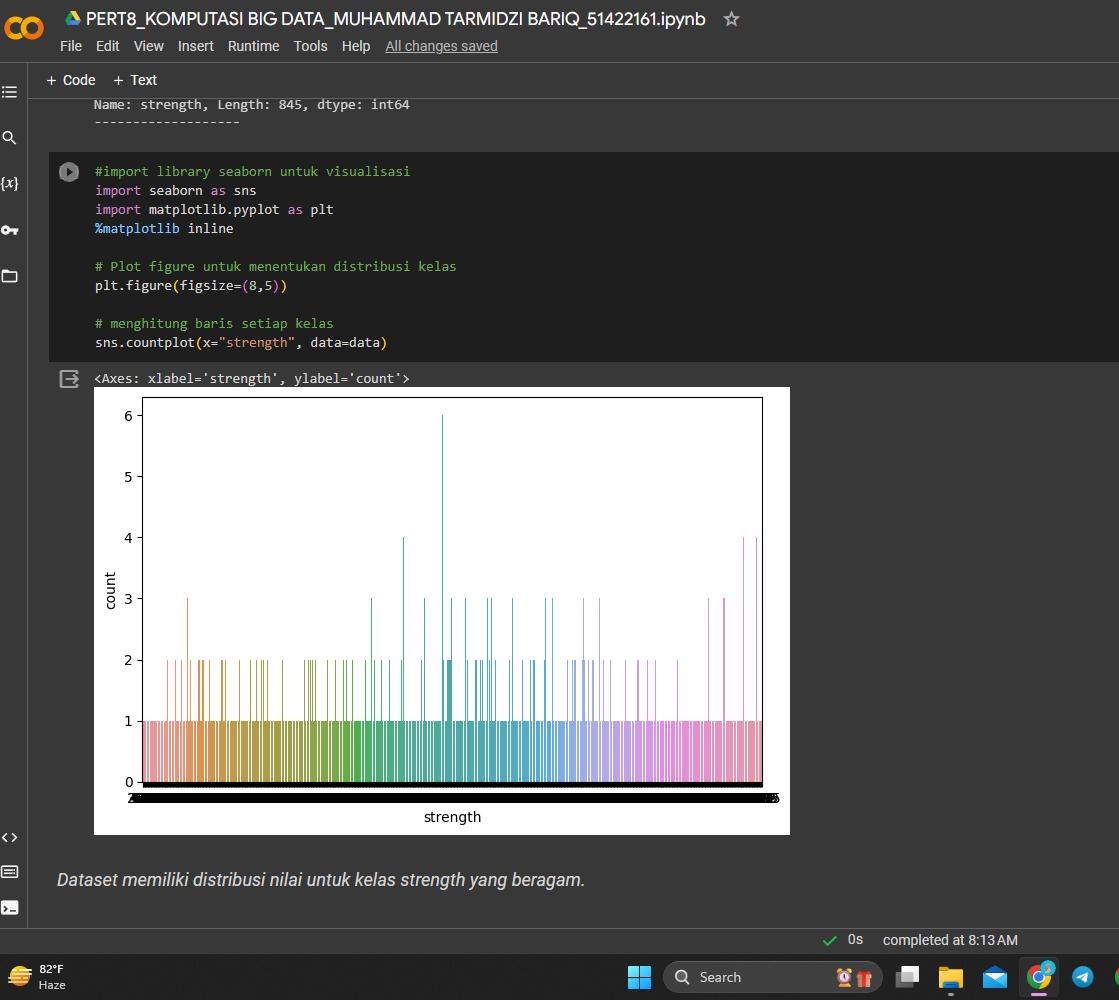 PERT8_KOMPUTASI BIG DATA_MUHAMMAD TARMIDZI BARIQ_51422161.ipynb
File Edit View Insert Runtime Tools Help All changes saved
+ Code + Text
Name: strength, Length: 845, dtype: int64
-------------------
{x}
#import library seaborn untuk visualisasi
import seaborn as sns
import matplotlib.pyplot as plt
%matplotlib inline
# Plot figure untuk menentukan distribusi kelas
plt.figure(figsize=(8,5))
# menghitung baris setiap kelas
sns.countplot(x="strength", data=data)
<Axes: xlabel='strength', ylabel='count'>
6
5
4
3
2
1
0
count
strength
Dataset memiliki distribusi nilai untuk kelas strength yang beragam.
0s completed at 8:13 AM
82°F
Haze
Search